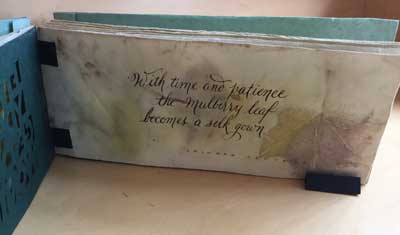 With time and patience
the Mulberry leaf
becomes a silk gown